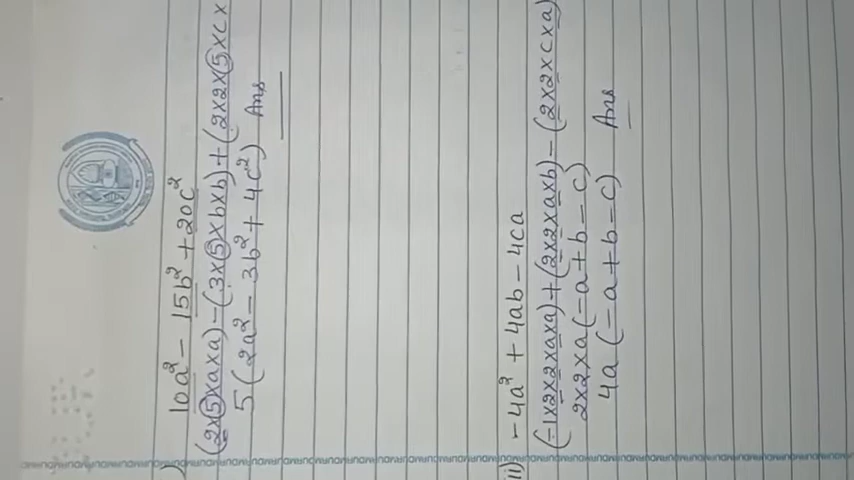 ) 10a² - 15b² + 20c²
(2×5×a×a) - (3×5×b×b) + (2×2×5×c×
5(2a² - 3b² + 4c²) Ans
ii) -4a² + 4ab - 4ca
(-1×2×2×a×a) + (2×2×a×b) - (2×2×c×a)
2×2×a(-a+b-c)
4a(-a+b-c) Ans